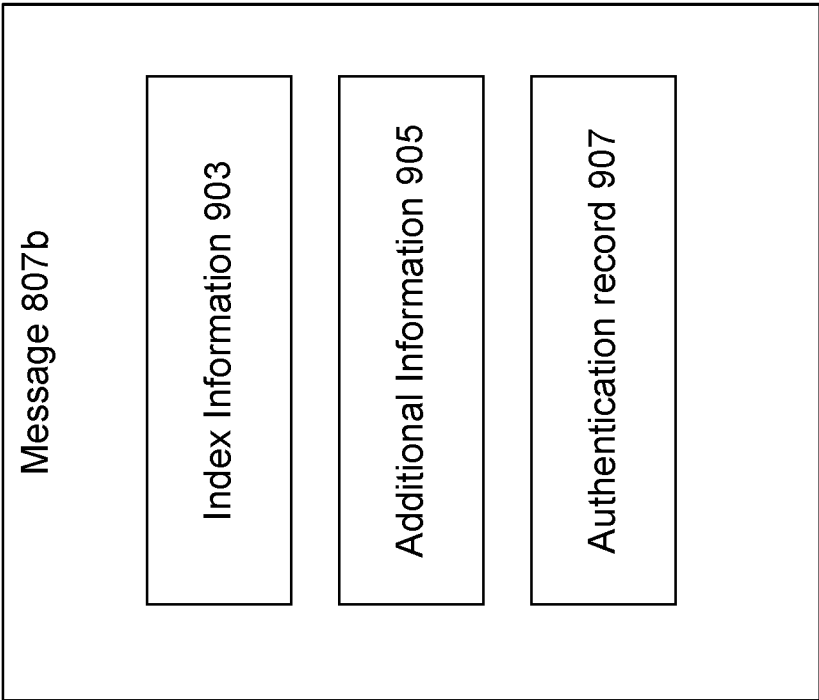 Message 807b
Index Information 903
Additional Information 905
Authentication record 907